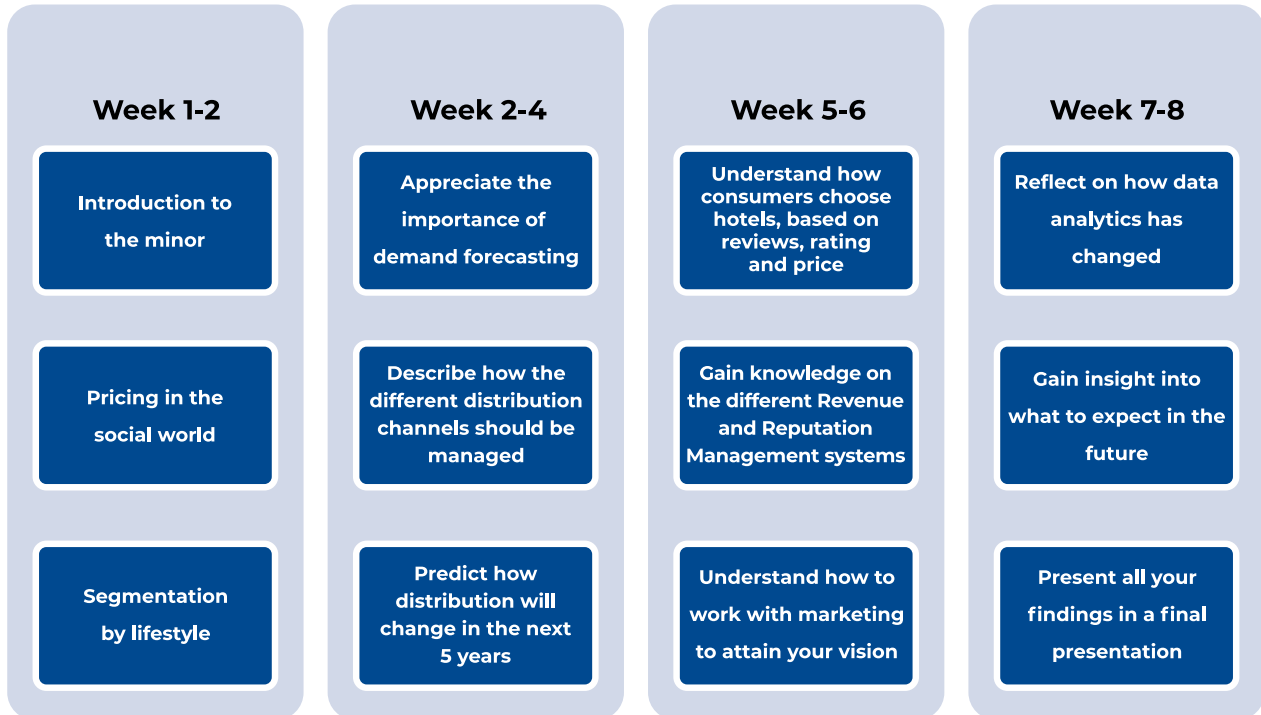 Week 1-2
Introduction to
the minor
Pricing in the
social world
Segmentation
by lifestyle
Week 2-4
Appreciate the
importance of
demand forecasting
Describe how the
different distribution
channels should be
managed
Predict how
distribution will
change in the next
5 years
Week 5-6
Understand how
consumers choose
hotels, based on
reviews, rating
and price
Gain knowledge on
the different Revenue
and Reputation
Management systems
Understand how to
work with marketing
to attain your vision
Week 7-8
Reflect on how data
analytics has
changed
Gain insight into
what to expect in the
future
Present all your
findings in a final
presentation